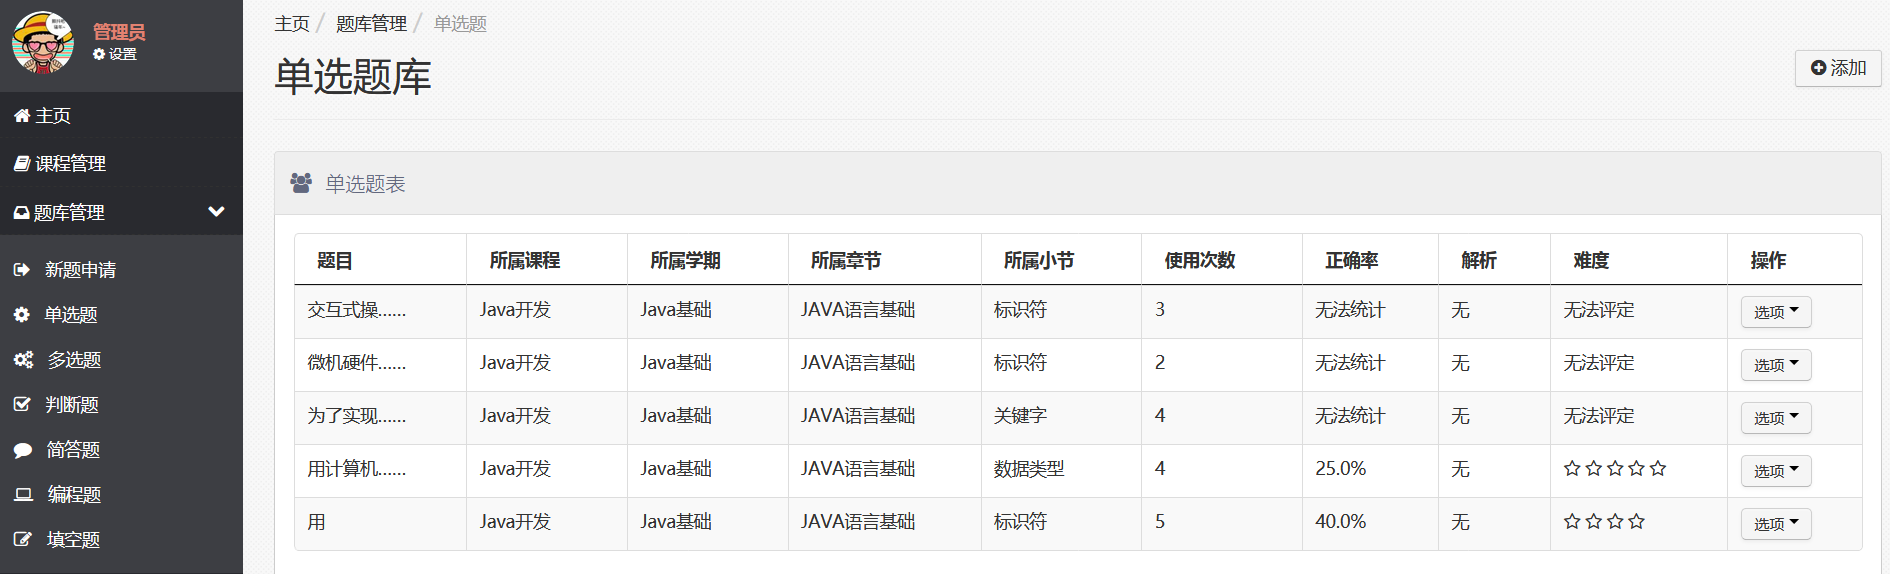 管理员
设置
主页
课程管理
题库管理
新题申请
单选题
多选题
判断题
简答题
编程题
填空题
主页 / 题库管理 / 单选题
单选题库
添加
单选题表
题目 所属课程 所属学期 所属章节 所属小节 使用次数 正确率 解析 难度 操作
交互式操...... Java开发 Java基础 JAVA语言基础 标识符 3 无法统计 无 无法评定 选项
微机硬件...... Java开发 Java基础 JAVA语言基础 标识符 2 无法统计 无 无法评定 选项
为了实现...... Java开发 Java基础 JAVA语言基础 关键字 4 无法统计 无 无法评定 选项
用计算机...... Java开发 Java基础 JAVA语言基础 数据类型 4 25.0% 无 ☆☆☆☆☆ 选项
用 Java开发 Java基础 JAVA语言基础 标识符 5 40.0% 无 ☆☆☆☆ 选项